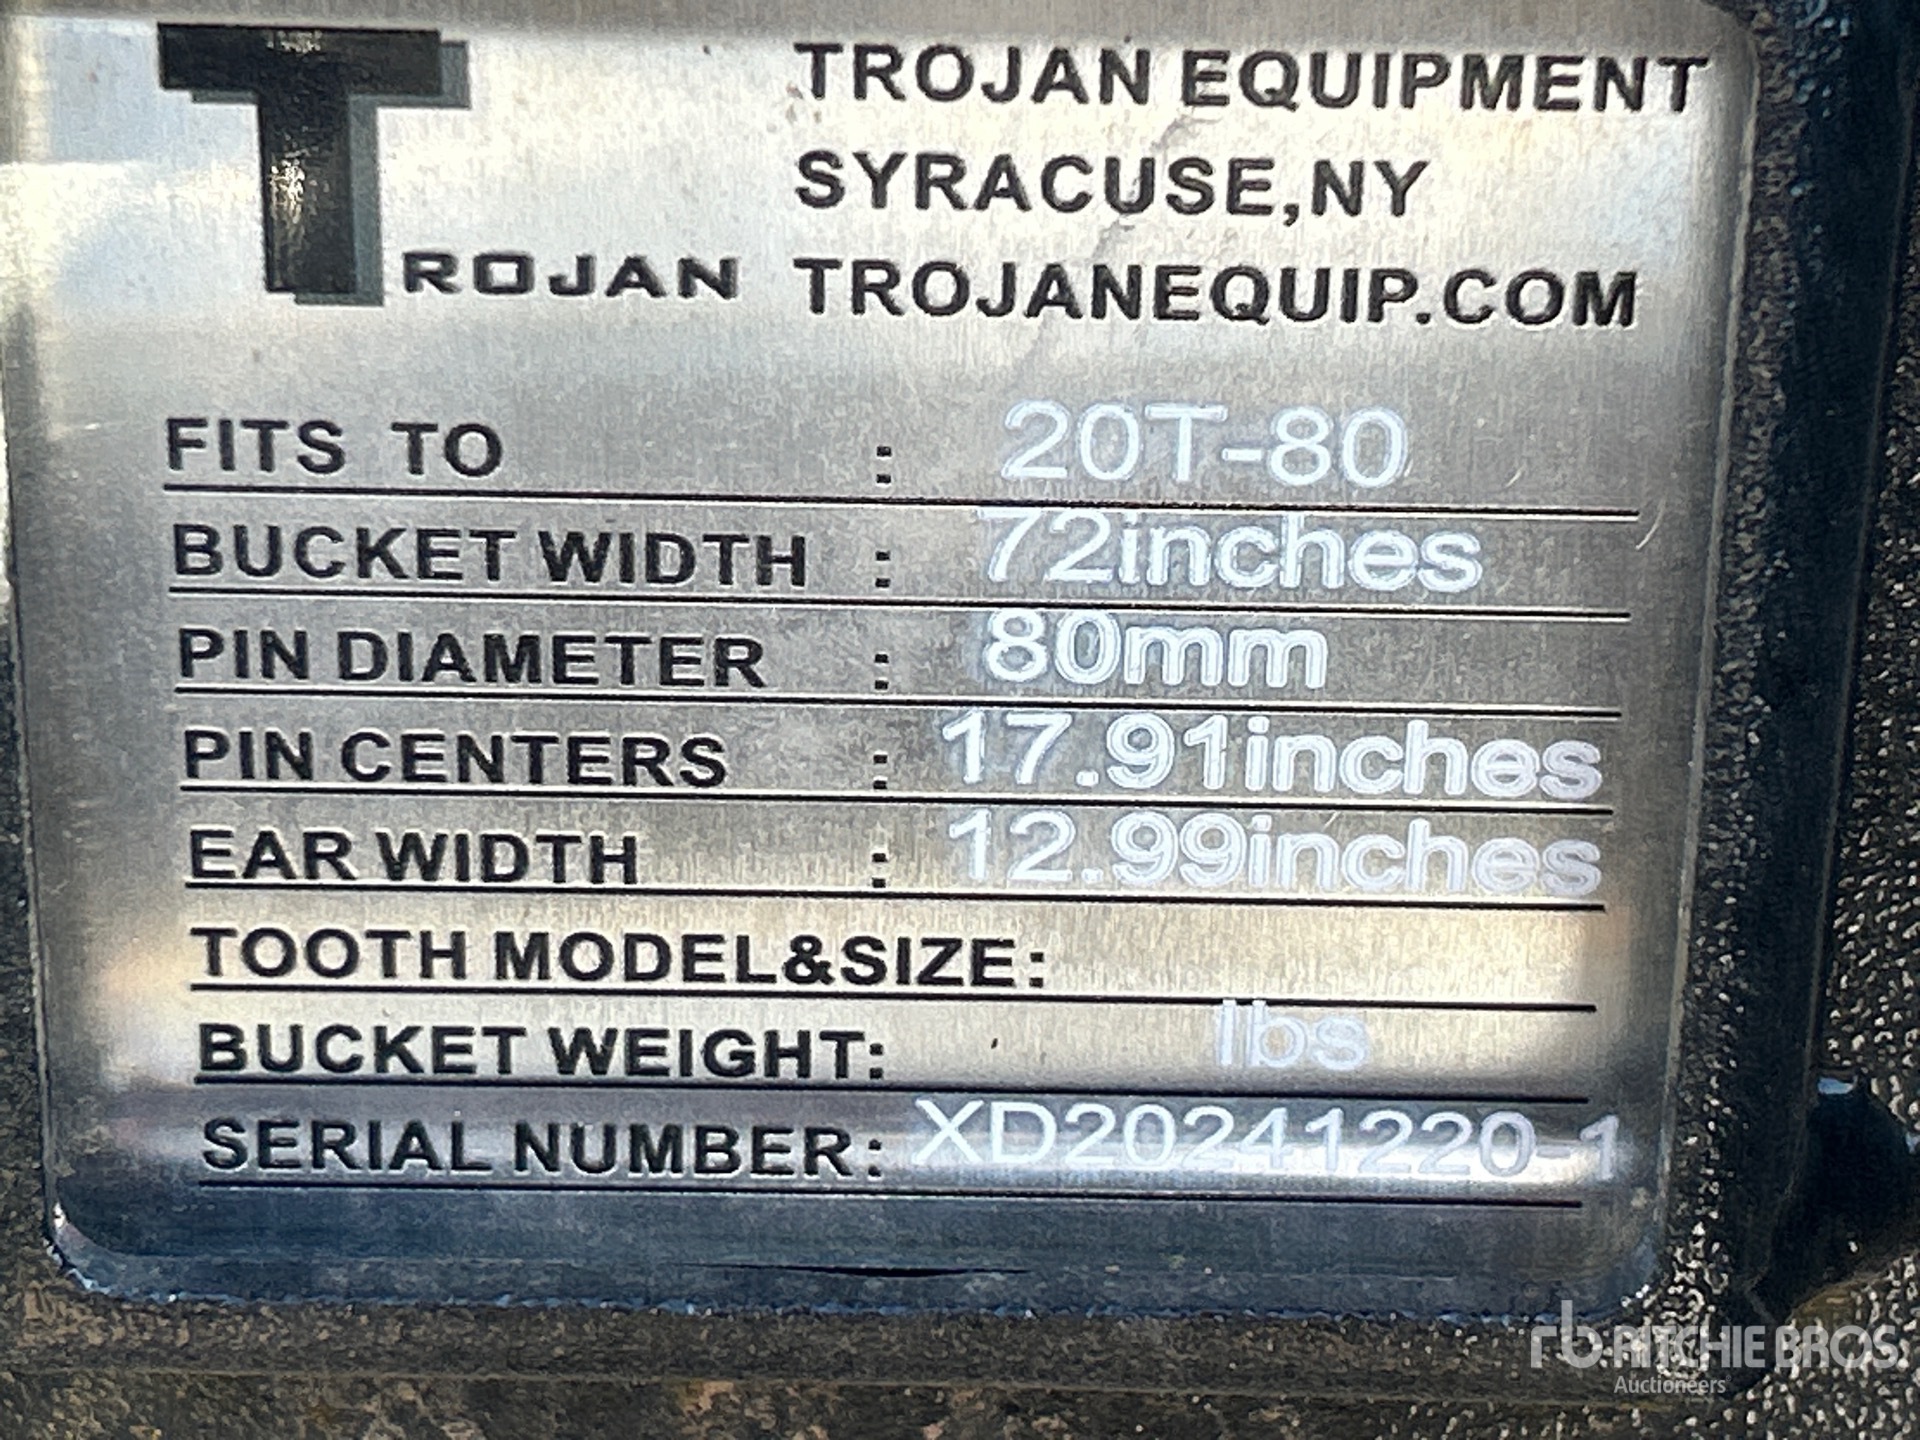 TROJAN
TROJAN EQUIPMENT
SYRACUSE,NY
TROJANEQUIP.COM
FITS TO : 20T-80
BUCKET WIDTH : 72inches
PIN DIAMETER : 80mm
PIN CENTERS : 17.91inches
EAR WIDTH : 12.99inches
TOOTH MODEL&SIZE:
BUCKET WEIGHT: lbs
SERIAL NUMBER: XD20241220-1
rb RITCHIE BROS.
Auctioneers